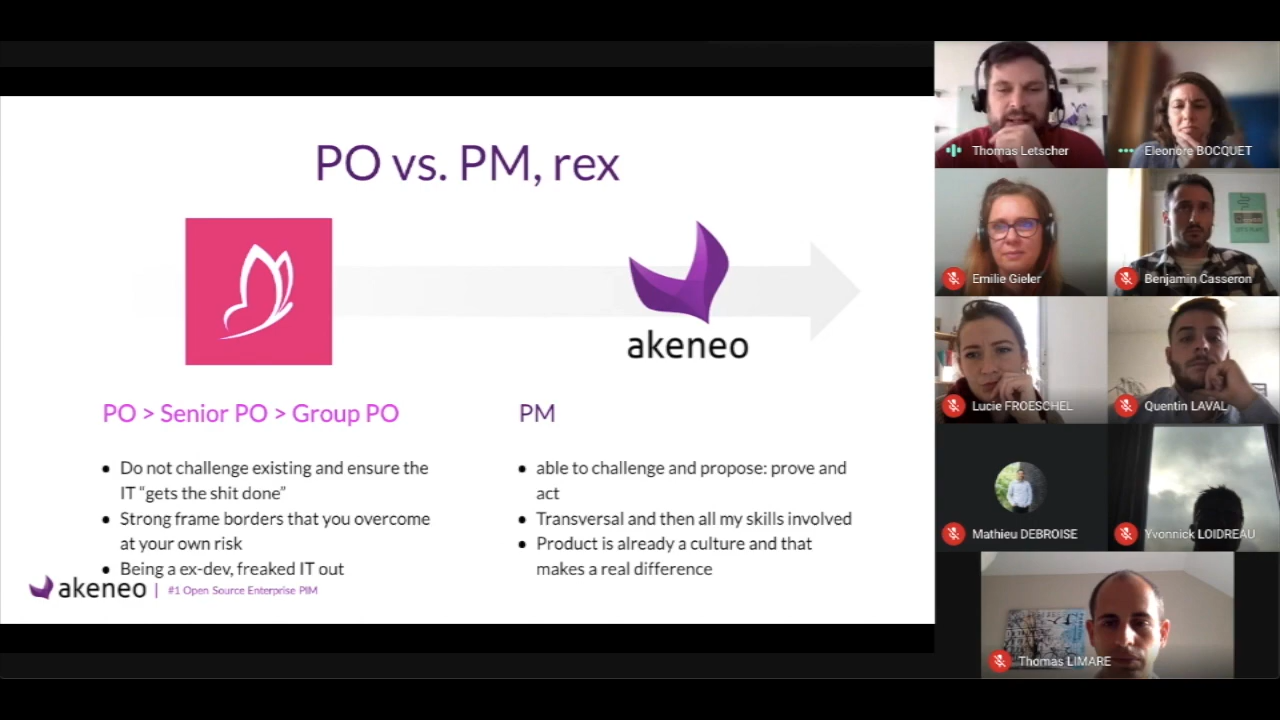 PO vs. PM, rex
akeneo
PO > Senior PO > Group PO
Do not challenge existing and ensure the
IT “gets the shit done”
Strong frame borders that you overcome
at your own risk
Being a ex-dev, freaked IT out
PM
able to challenge and propose: prove and
act
Transversal and then all my skills involved
Product is already a culture and that
makes a real difference
akeneo | #1 Open Source Enterprise PIM
Thomas Letscher
Eleonore BOCQUET
Emilie Gieler
Benjamin Casseron
Lucie FROESCHEL
Quentin LAVAL
Mathieu DEBROISE
Yvonnick LOIDREAU
Thomas LIMARE